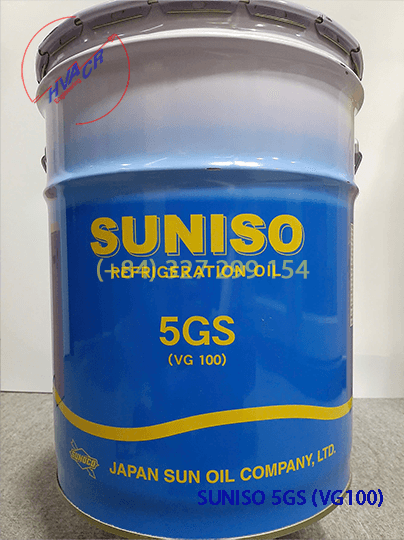 HVACR
SUNISO
REFRIGERATION OIL
(+84) 327 209 154
5GS
(VG 100)
SUNOCO
JAPAN SUN OIL COMPANY, LTD.
SUNISO 5GS (VG100)